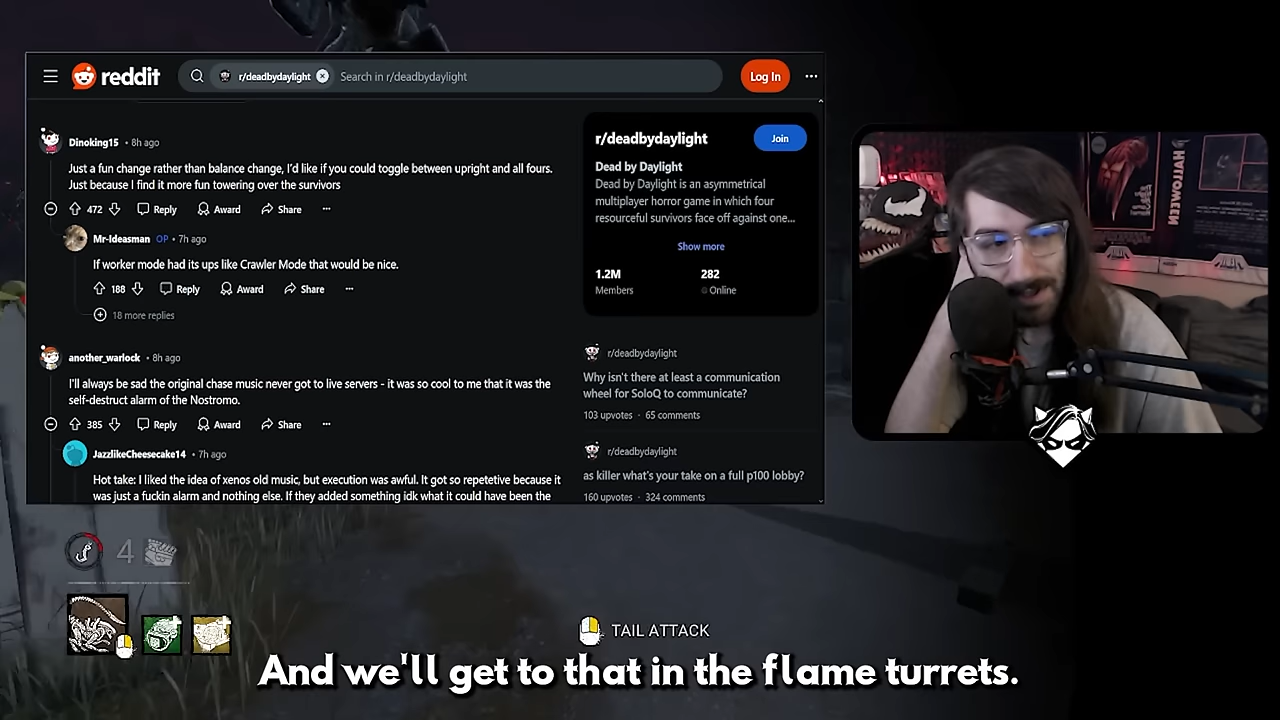 reddit
r/deadbydaylight
Search in r/deadbydaylight
Log In
Dinoking15 • 8h ago
Just a fun change rather than balance change, I'd like if you could toggle between upright and all fours.
Just because I find it more fun towering over the survivors
472 Reply Award Share
Mr-Ideasman OP • 7h ago
If worker mode had its ups like Crawler Mode that would be nice.
188 Reply Award Share
18 more replies
another_warlock • 8h ago
I'll always be sad the original chase music never got to live servers - it was so cool to me that it was the
self-destruct alarm of the Nostromo.
385 Reply Award Share
JazzlikeCheesecake14 • 7h ago
Hot take: I liked the idea of xenos old music, but execution was awful. It got so repetetive because it
was just a fuckin alarm and nothing else. If they added something idk what it could have been the
r/deadbydaylight
Join
Dead by Daylight
Dead by Daylight is an asymmetrical
multiplayer horror game in which four
resourceful survivors face off against one...
Show more
1.2M 282
Members Online
r/deadbydaylight
Why isn't there at least a communication
wheel for SoloQ to communicate?
103 upvotes · 65 comments
r/deadbydaylight
as killer what's your take on a full p100 lobby?
160 upvotes · 324 comments
HALLOWEEN
4
TAIL ATTACK
And we'll get to that in the flame turrets.